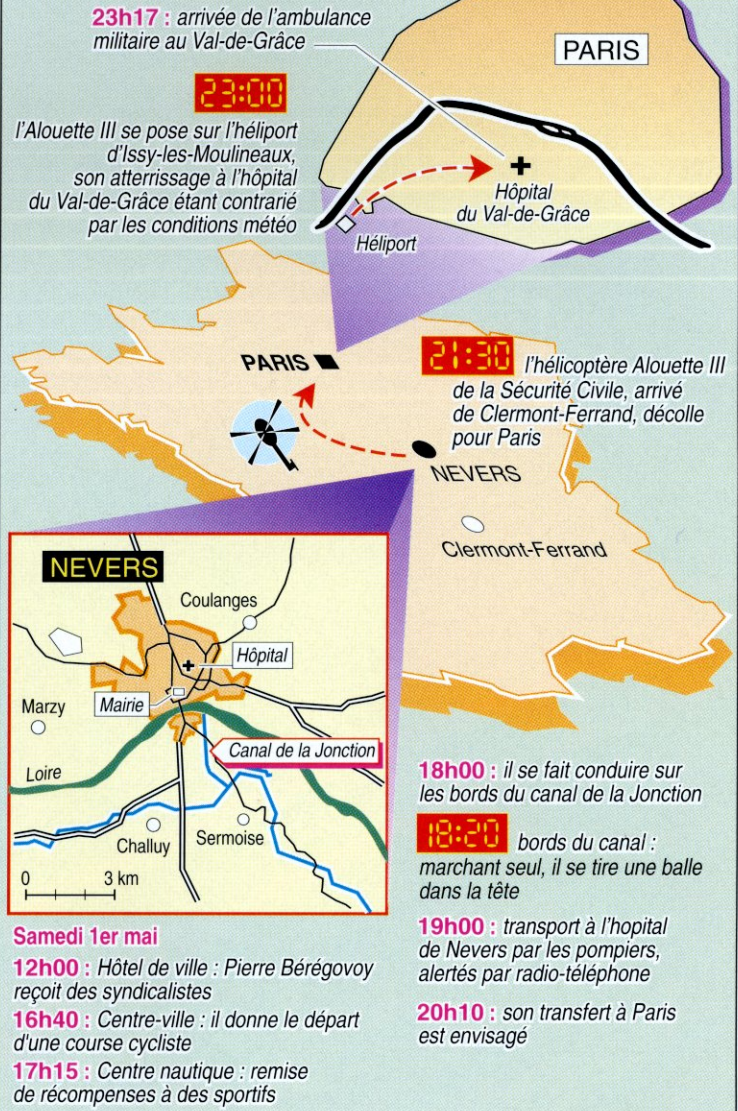 23h17 : arrivée de l'ambulance
militaire au Val-de-Grâce
PARIS
23:00
l'Alouette III se pose sur l'héliport
d'Issy-les-Moulineaux,
son atterrissage à l'hôpital
du Val-de-Grâce étant contrarié
par les conditions météo
Hôpital
du Val-de-Grâce
Héliport
PARIS
21:30 l'hélicoptère Alouette III
de la Sécurité Civile, arrivé
de Clermont-Ferrand, décolle
pour Paris
NEVERS
Clermont-Ferrand
NEVERS
Coulanges
Hôpital
Mairie
Marzy
Canal de la Jonction
Loire
Challuy
Sermoise
0 3 km
Samedi 1er mai
12h00 : Hôtel de ville : Pierre Bérégovoy
reçoit des syndicalistes
16h40 : Centre-ville : il donne le départ
d'une course cycliste
17h15 : Centre nautique : remise
de récompenses à des sportifs
18h00 : il se fait conduire sur
les bords du canal de la Jonction
18:20 bords du canal :
marchant seul, il se tire une balle
dans la tête
19h00 : transport à l'hopital
de Nevers par les pompiers,
alertés par radio-téléphone
20h10 : son transfert à Paris
est envisagé